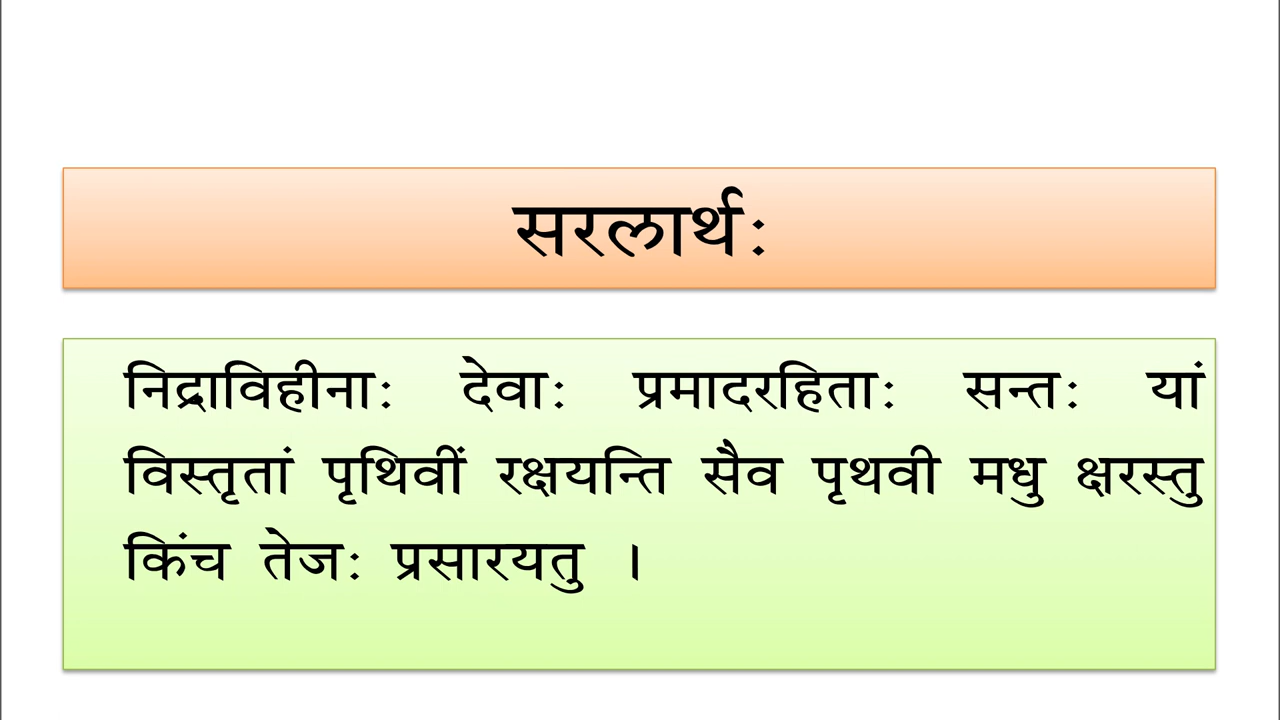 सरलार्थः
निद्राविहीनाः देवाः प्रमादरहिताः सन्तः यां
विस्तृतां पृथिवीं रक्षयन्ति सैव पृथवी मधु क्षरस्तु
किंच तेजः प्रसारयतु ।